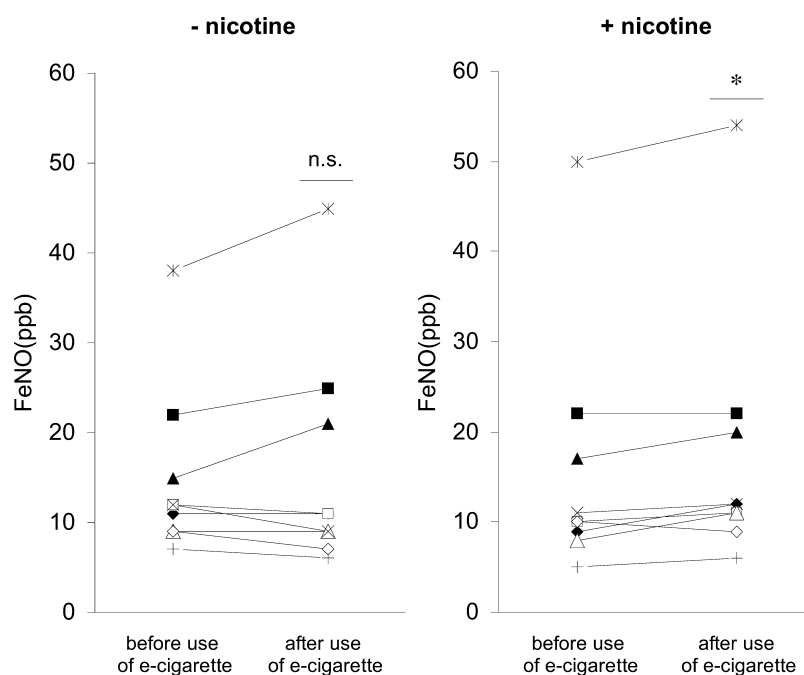 - nicotine
60
50
40
30
20
10
0
FeNO(ppb)
n.s.
before use
of e-cigarette
after use
of e-cigarette
+ nicotine
60
50
40
30
20
10
0
FeNO(ppb)
*
before use
of e-cigarette
after use
of e-cigarette